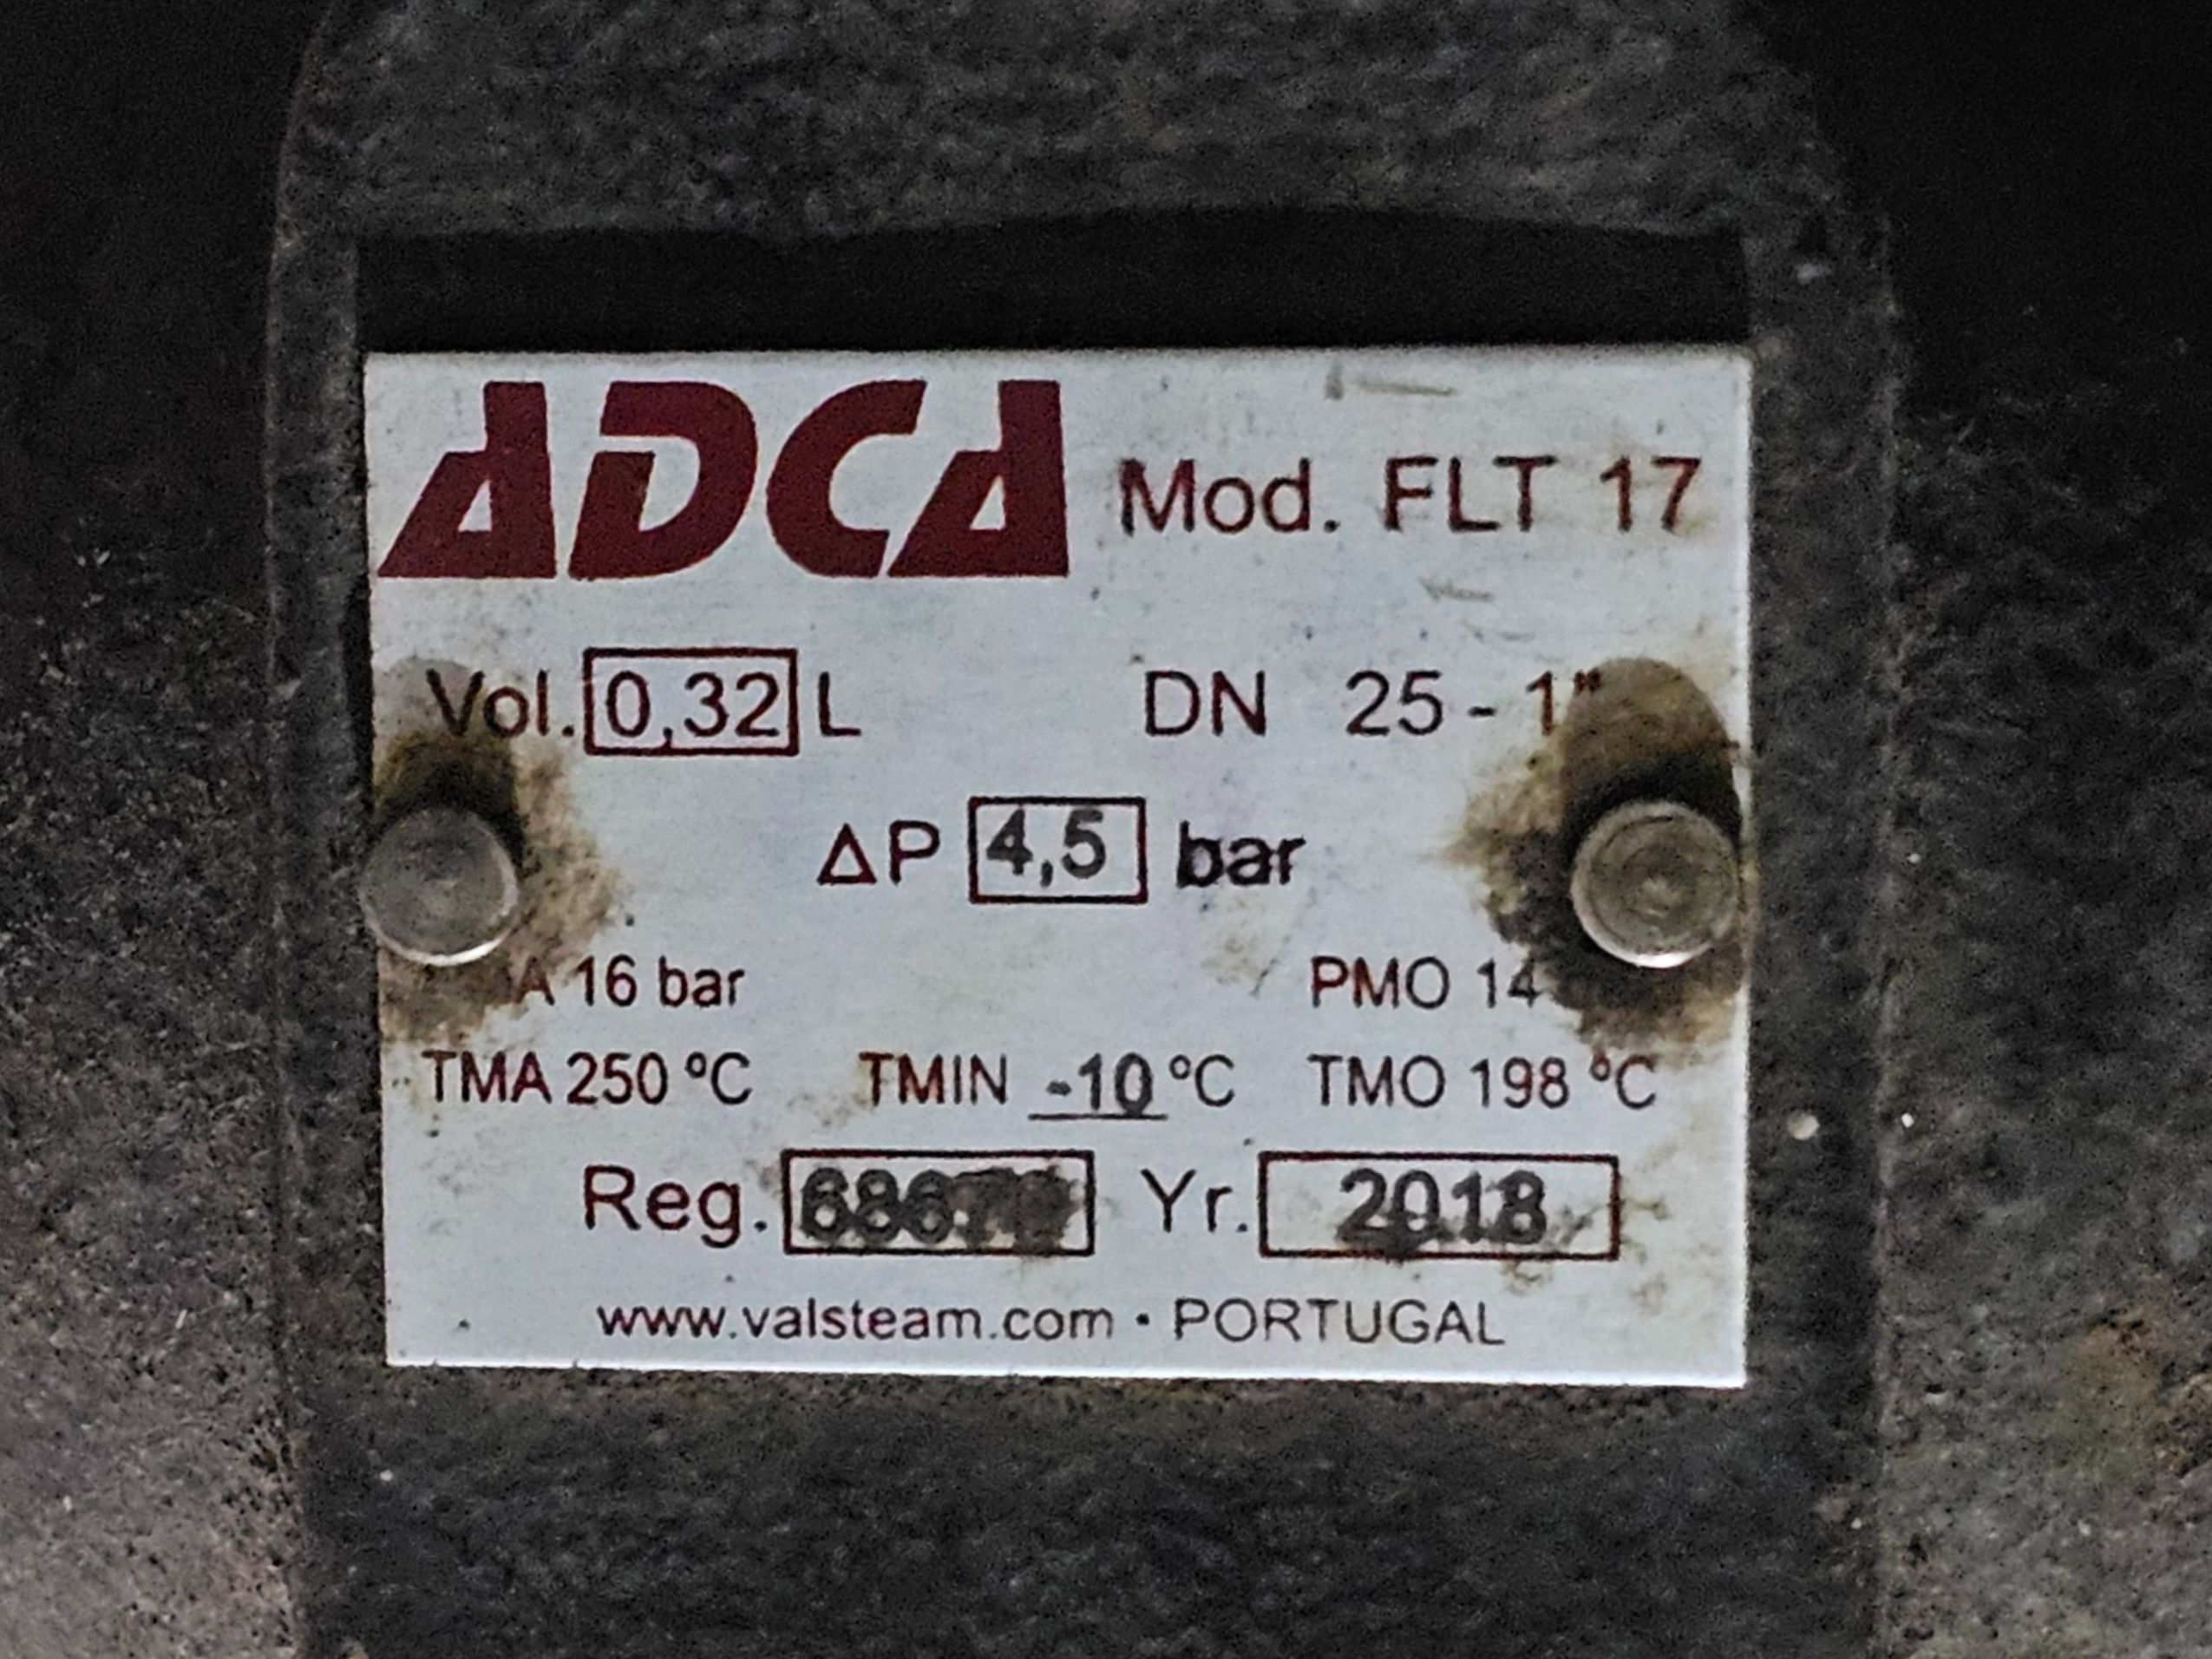 ADCA Mod. FLT 17
Vol. 0,32 L DN 25 - 1"
ΔP 4,5 bar
16 bar PMO 14
TMA 250 °C TMIN -10 °C TMO 198 °C
Reg. Yr. 2018
www.valsteam.com • PORTUGAL